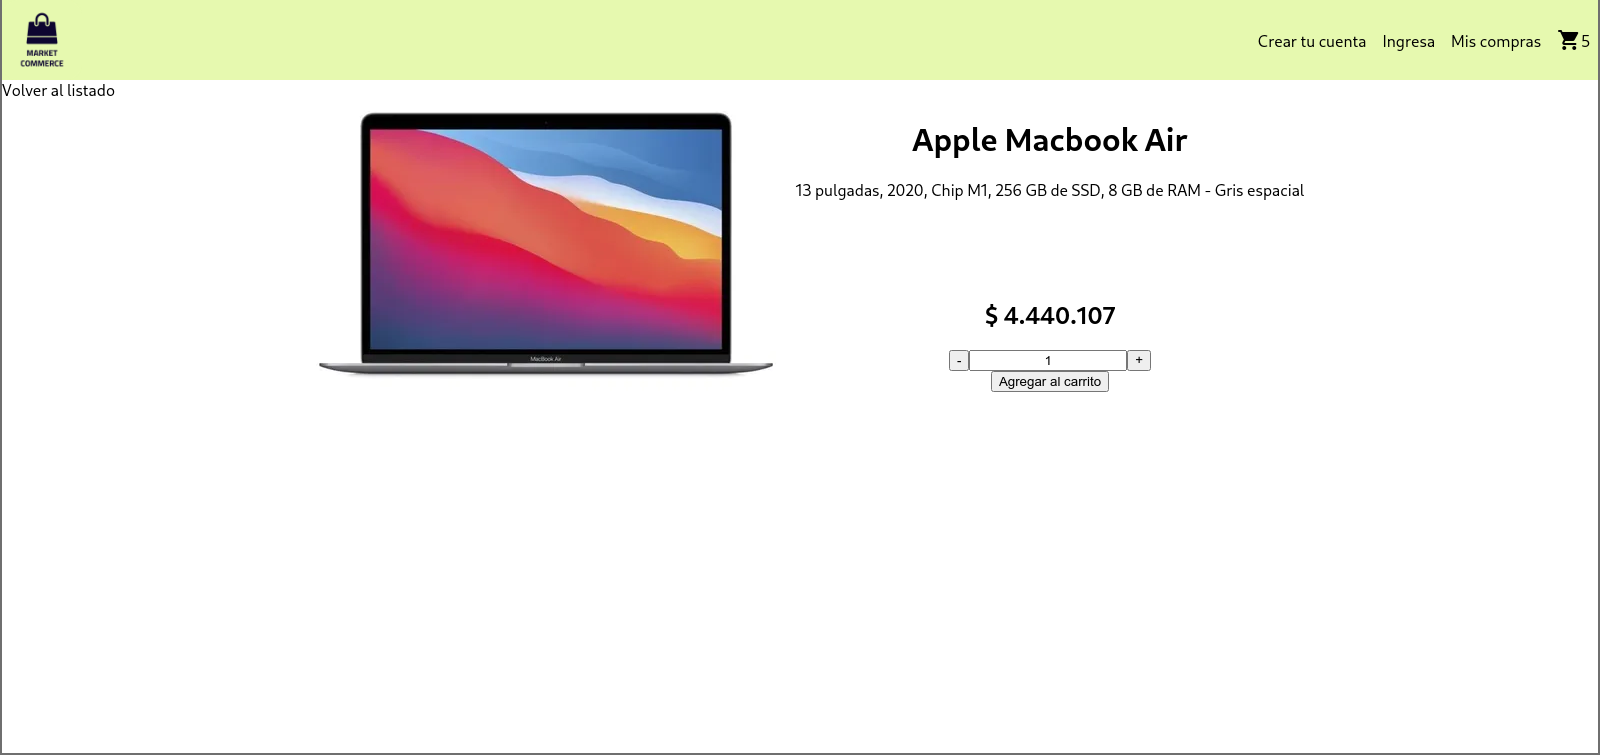 MARKET
COMMERCE
Crear tu cuenta Ingresa Mis compras 5
Volver al listado
MacBook Air
Apple Macbook Air
13 pulgadas, 2020, Chip M1, 256 GB de SSD, 8 GB de RAM - Gris espacial
$ 4.440.107
- 1 +
Agregar al carrito